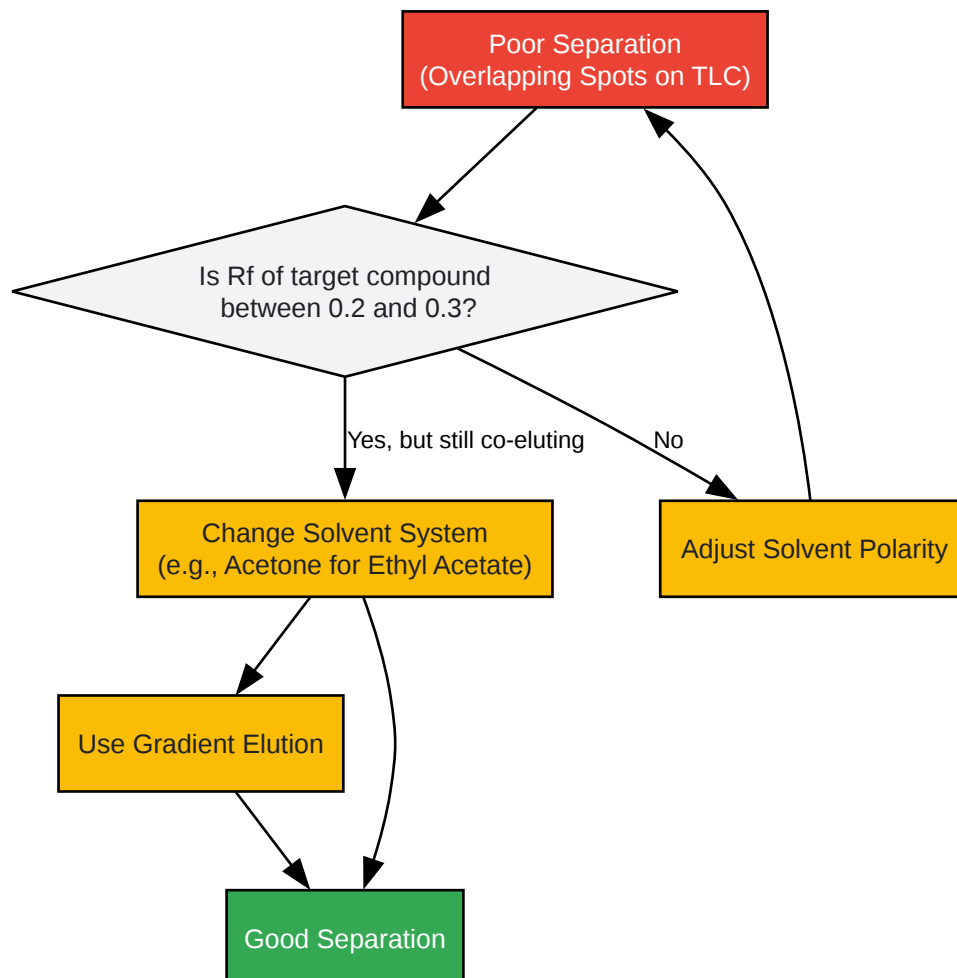 Poor Separation
(Overlapping Spots on TLC)
Is Rf of target compound
between 0.2 and 0.3?
Yes, but still co-eluting
No
Change Solvent System
(e.g., Acetone for Ethyl Acetate)
Adjust Solvent Polarity
Use Gradient Elution
Good Separation